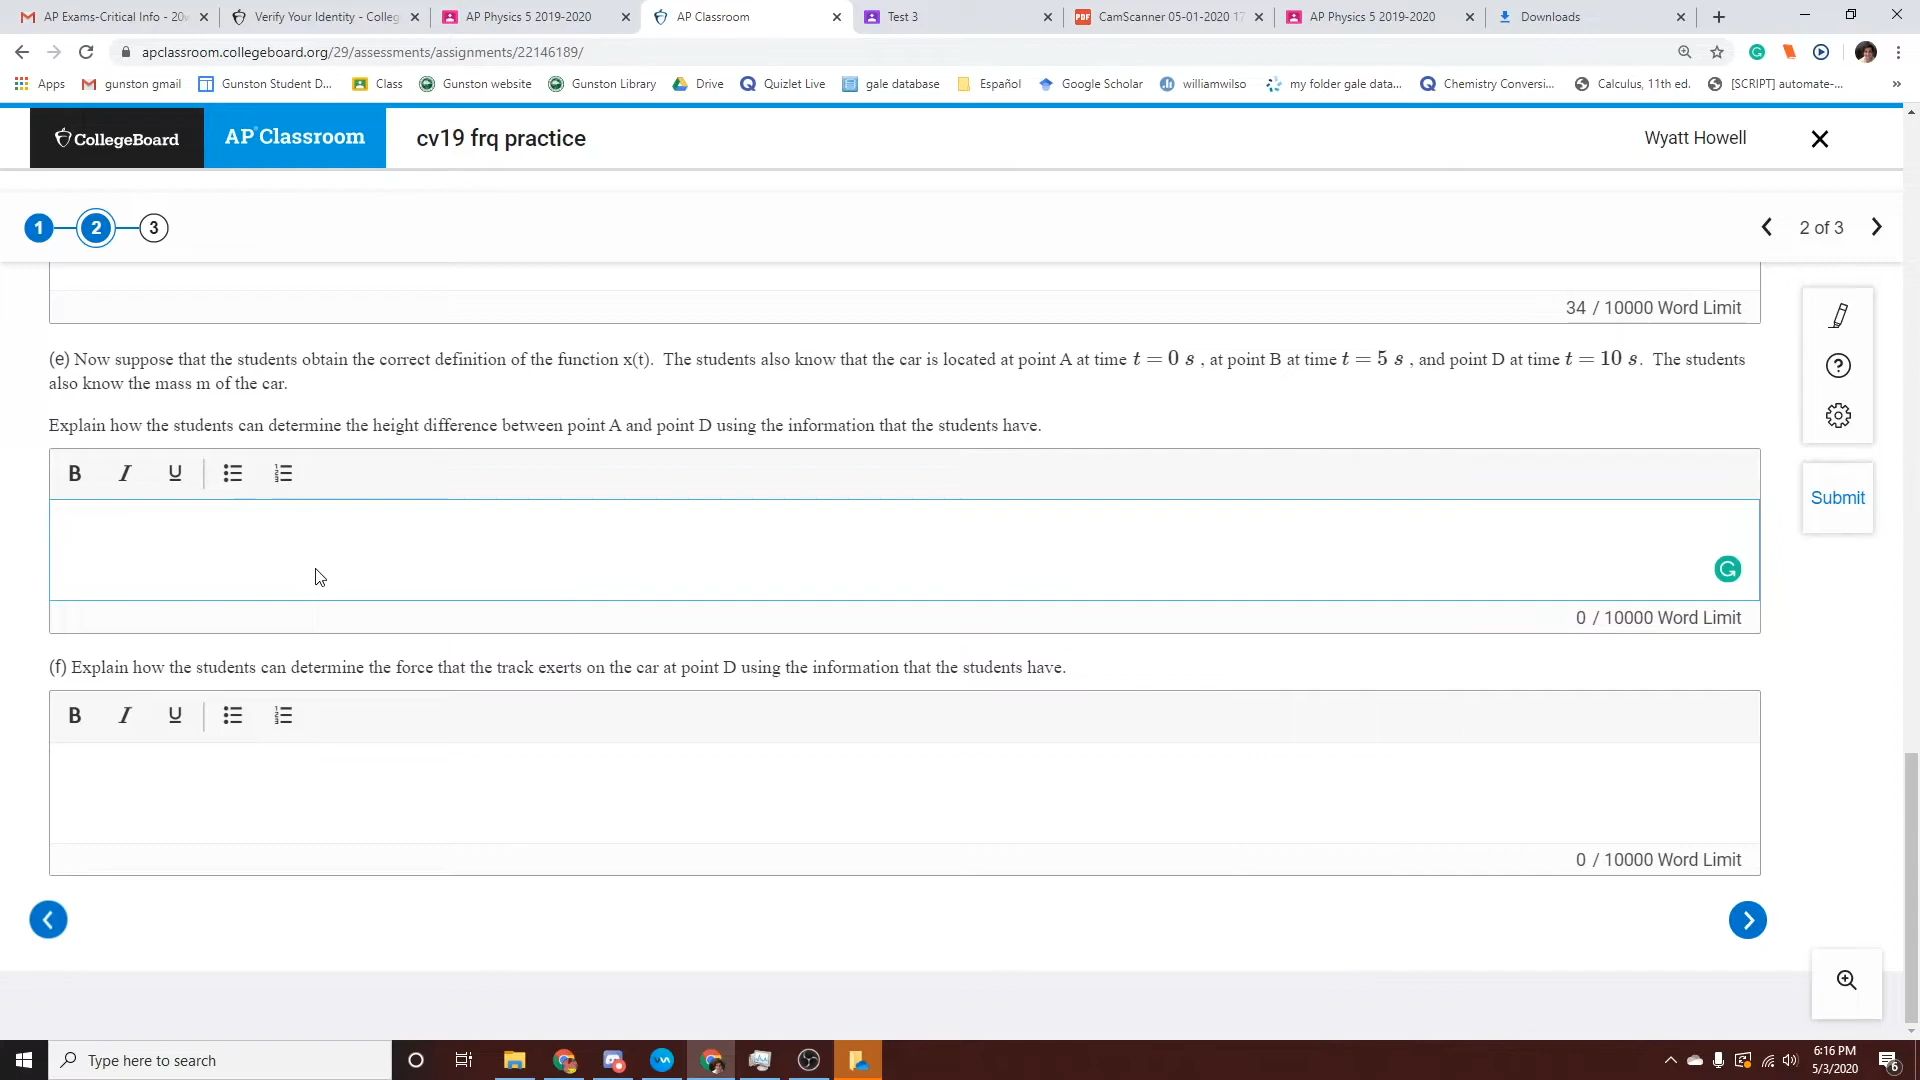 AP Exams-Critical Info - 20
Verify Your Identity - Colleg
AP Physics 5 2019-2020
AP Classroom
Test 3
CamScanner 05-01-2020 17
AP Physics 5 2019-2020
Downloads
apclassroom.collegeboard.org/29/assessments/assignments/22146189/
Apps
gunston gmail
Gunston Student D...
Class
Gunston website
Gunston Library
Drive
Quizlet Live
gale database
Español
Google Scholar
williamwilso
my folder gale data...
Chemistry Conversi...
Calculus, 11th ed.
[SCRIPT] automate-...
CollegeBoard
AP Classroom
cv19 frq practice
Wyatt Howell
1
2
3
2 of 3
34 / 10000 Word Limit
(e) Now suppose that the students obtain the correct definition of the function x(t). The students also know that the car is located at point A at time t = 0 s , at point B at time t = 5 s , and point D at time t = 10 s. The students
also know the mass m of the car.
Explain how the students can determine the height difference between point A and point D using the information that the students have.
B I U
Submit
0 / 10000 Word Limit
(f) Explain how the students can determine the force that the track exerts on the car at point D using the information that the students have.
B I U
0 / 10000 Word Limit
Type here to search
6:16 PM
5/3/2020
6